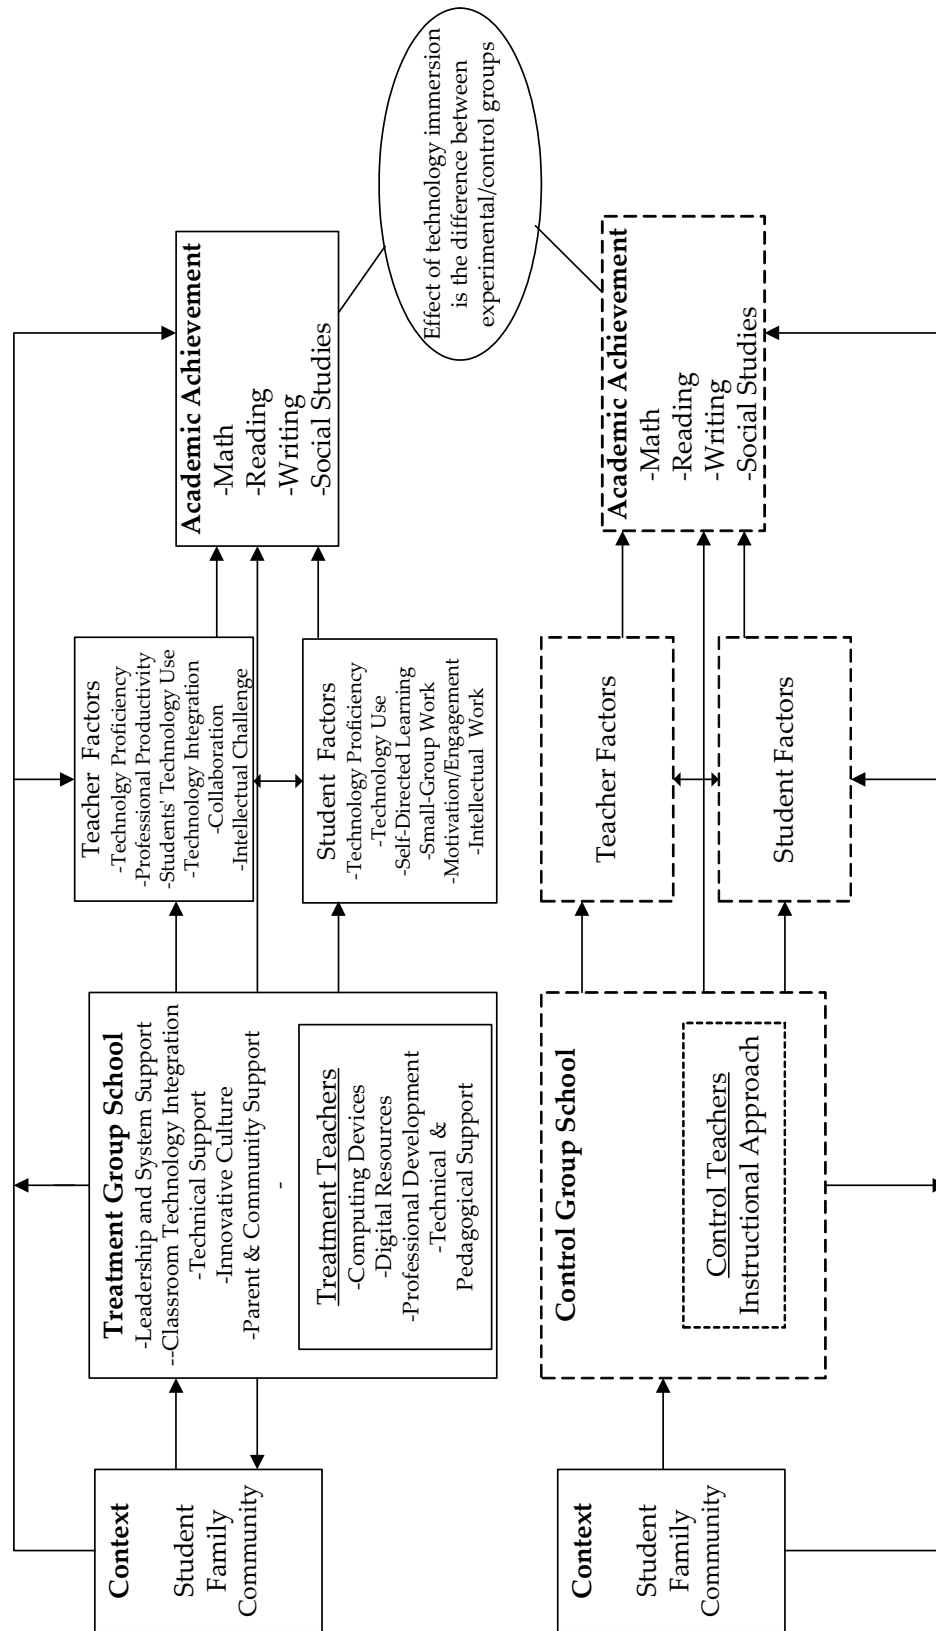 Context
Student
Family
Community
Treatment Group School
-Leadership and System Support
--Classroom Technology Integration
-Technical Support
-Innovative Culture
-Parent & Community Support
-
Treatment Teachers
-Computing Devices
-Digital Resources
-Professional Development
-Technical &
Pedagogical Support
Teacher Factors
-Technolgy Proficiency
-Professional Productivity
-Students' Technology Use
-Technology Integration
-Collaboration
-Intellectual Challenge
Student Factors
-Technology Proficiency
-Technology Use
-Self-Directed Learning
-Small-Group Work
-Motivation/Engagement
-Intellectual Work
Academic Achievement
-Math
-Reading
-Writing
-Social Studies
Effect of technology immersion
is the difference between
experimental/control groups
Context
Student
Family
Community
Control Group School
Control Teachers
Instructional Approach
Teacher Factors
Student Factors
Academic Achievement
-Math
-Reading
-Writing
-Social Studies